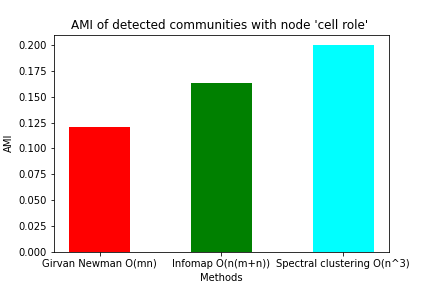 AMI of detected communities with node 'cell role'
0.200
0.175
0.150
0.125
0.100
0.075
0.050
0.025
0.000
AMI
Girvan Newman O(mn) Infomap O(n(m+n)) Spectral clustering O(n^3)
Methods